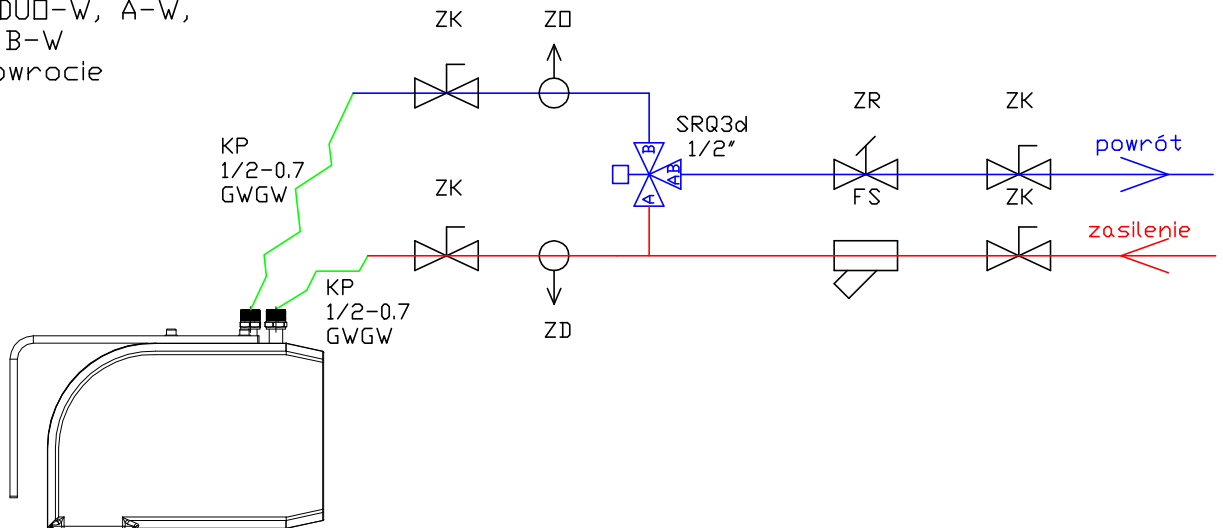 DUO-W, A-W,
B-W
ZK
ZO
ZR
ZK
KP
1/2-0.7
GWGW
SRQ3d
1/2"
B
AB
A
powrót
ZK
FS
ZK
zasilenie
KP
1/2-0.7
GWGW
ZD